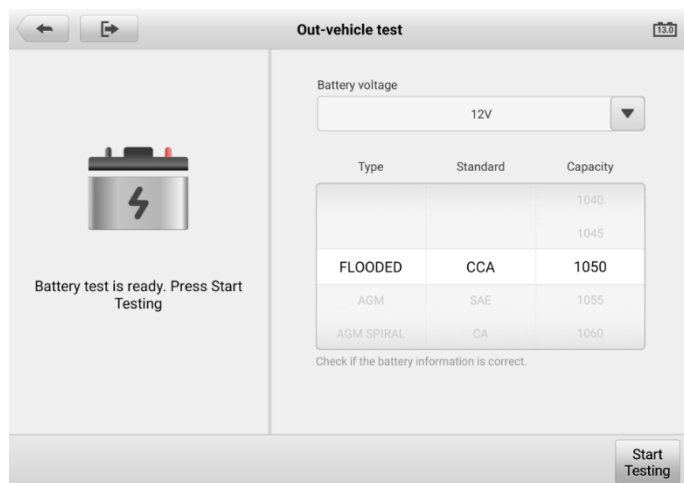 Out-vehicle test
13.0
Battery test is ready. Press Start
Testing
Battery voltage
12V
Type Standard Capacity
1040
1045
FLOODED CCA 1050
AGM SAE 1055
AGM SPIRAL CA 1060
Check if the battery information is correct.
Start
Testing